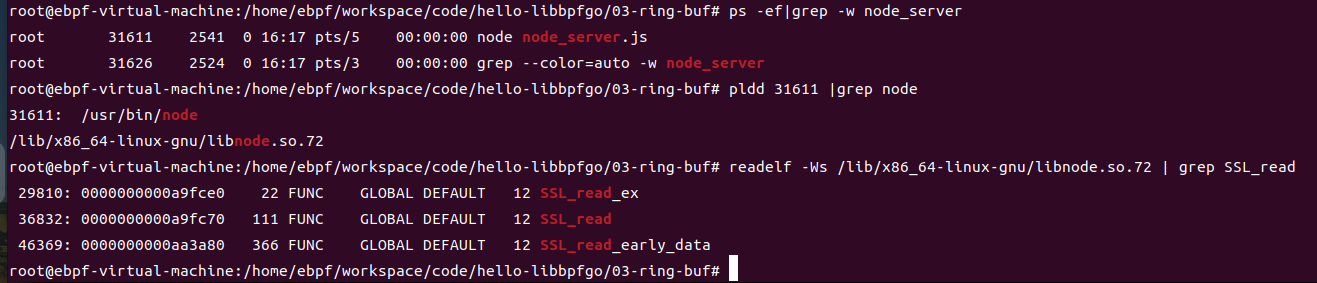 root@ebpf-virtual-machine:/home/ebpf/workspace/code/hello-libbpfgo/03-ring-buf# ps -ef|grep -w node_server
root       31611    2541  0 16:17 pts/5    00:00:00 node node_server.js
root       31626    2524  0 16:17 pts/3    00:00:00 grep --color=auto -w node_server
root@ebpf-virtual-machine:/home/ebpf/workspace/code/hello-libbpfgo/03-ring-buf# pldd 31611 |grep node
31611:  /usr/bin/node
/lib/x86_64-linux-gnu/libnode.so.72
root@ebpf-virtual-machine:/home/ebpf/workspace/code/hello-libbpfgo/03-ring-buf# readelf -Ws /lib/x86_64-linux-gnu/libnode.so.72 | grep SSL_read
 29810: 0000000000a9fce0    22 FUNC    GLOBAL DEFAULT   12 SSL_read_ex
 36832: 0000000000a9fc70   111 FUNC    GLOBAL DEFAULT   12 SSL_read
 46369: 0000000000aa3a80   366 FUNC    GLOBAL DEFAULT   12 SSL_read_early_data
root@ebpf-virtual-machine:/home/ebpf/workspace/code/hello-libbpfgo/03-ring-buf#